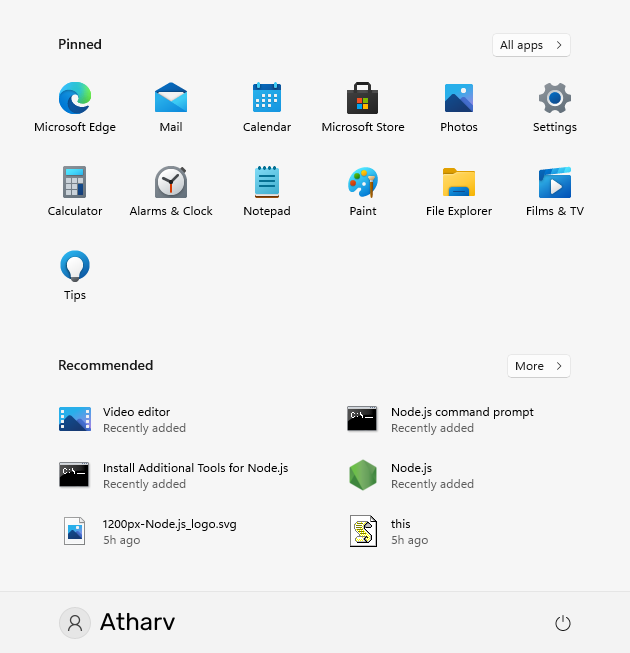 Pinned
All apps
Microsoft Edge
Mail
Calendar
Microsoft Store
Photos
Settings
Calculator
Alarms & Clock
Notepad
Paint
File Explorer
Films & TV
Tips
Recommended
More
Video editor
Recently added
Node.js command prompt
Recently added
Install Additional Tools for Node.js
Recently added
Node.js
Recently added
1200px-Node.js_logo.svg
5h ago
this
5h ago
Atharv